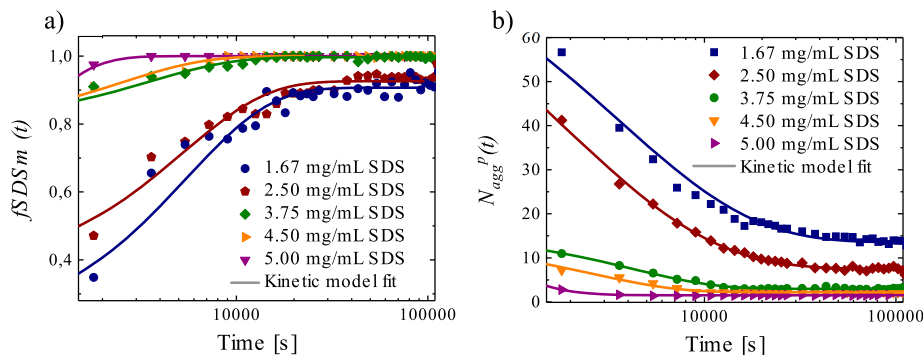 a)
1.0
0.8
0.6
0.4
fSDSm (t)
1.67 mg/mL SDS
2.50 mg/mL SDS
3.75 mg/mL SDS
4.50 mg/mL SDS
5.00 mg/mL SDS
Kinetic model fit
10000
100000
Time [s]
b)
60
50
40
30
20
10
0
N_agg^p(t)
1.67 mg/mL SDS
2.50 mg/mL SDS
3.75 mg/mL SDS
4.50 mg/mL SDS
5.00 mg/mL SDS
Kinetic model fit
10000
100000
Time [s]